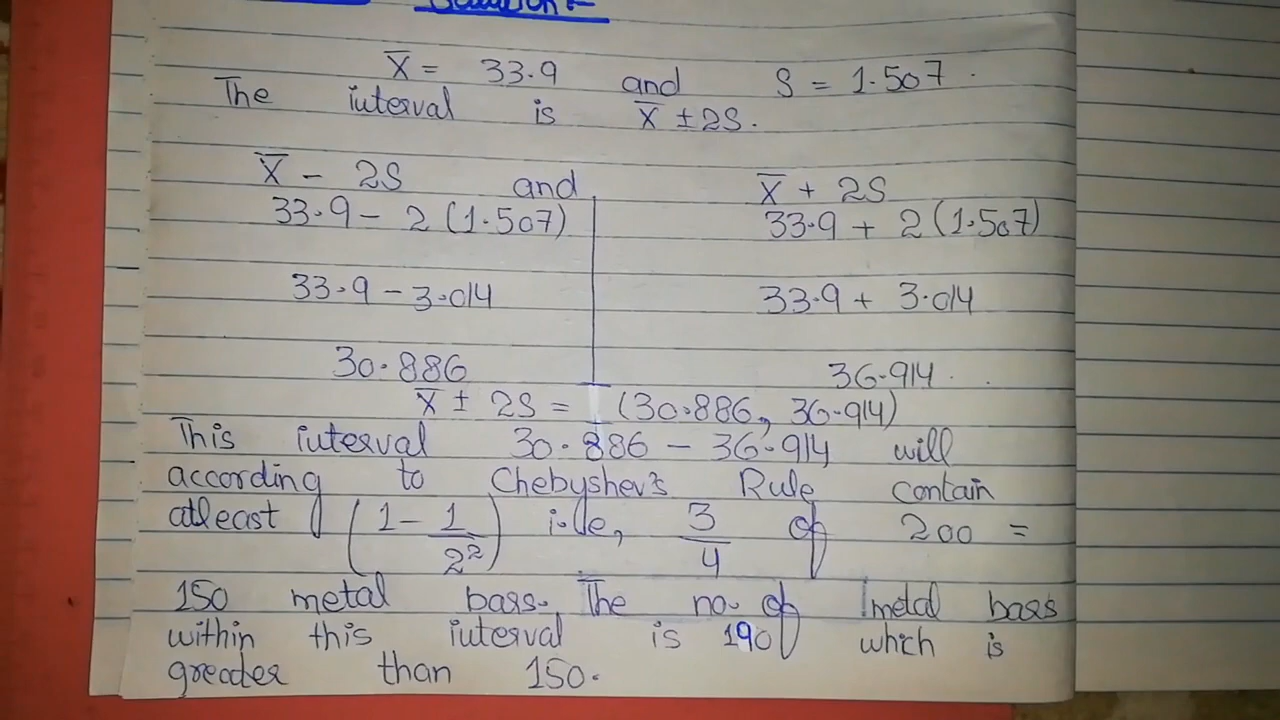 Solution:-
X̅ = 33.9 and S = 1.507.
The interval is X̅ ± 2S.
X̅ - 2S and X̅ + 2S
33.9 - 2 (1.507) 33.9 + 2 (1.507)
33.9 - 3.014 33.9 + 3.014
30.886 36.914.
X̅ ± 2S = (30.886, 36.914)
This interval 30.886 - 36.914 will
according to Chebyshev's Rule contain
atleast (1 - 1/2²) i.e, 3/4 of 200 =
150 metal bars. The no. of metal bars
within this interval is 190 which is
greater than 150.